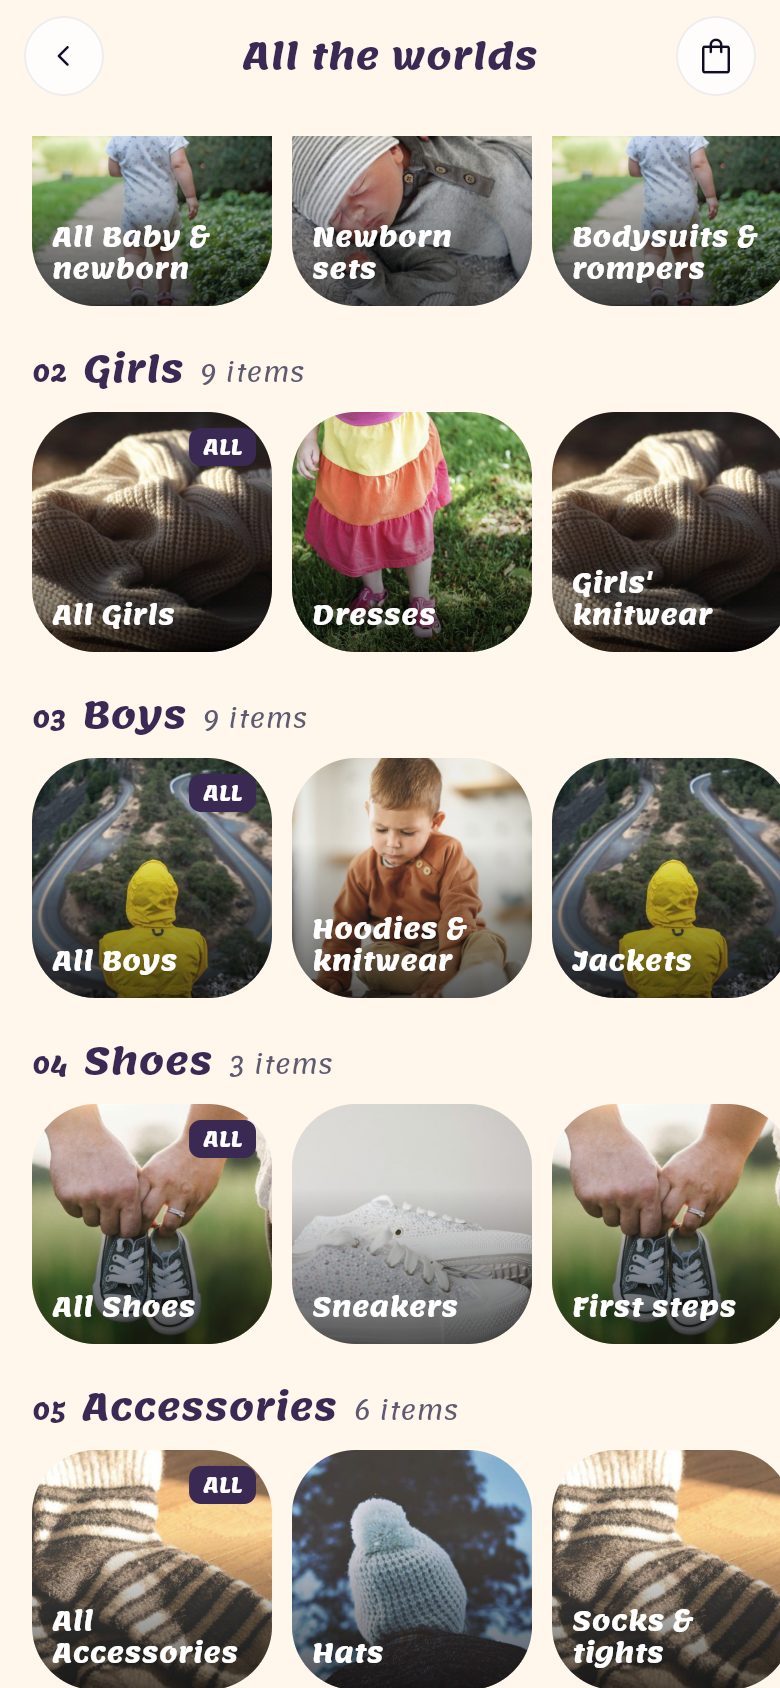 All the worlds
All Baby &
newborn
Newborn
sets
Bodysuits &
rompers
02 Girls 9 items
ALL
All Girls
Dresses
Girls'
knitwear
03 Boys 9 items
ALL
All Boys
Hoodies &
knitwear
Jackets
04 Shoes 3 items
ALL
All Shoes
Sneakers
First steps
05 Accessories 6 items
ALL
All
Accessories
Hats
Socks &
tights